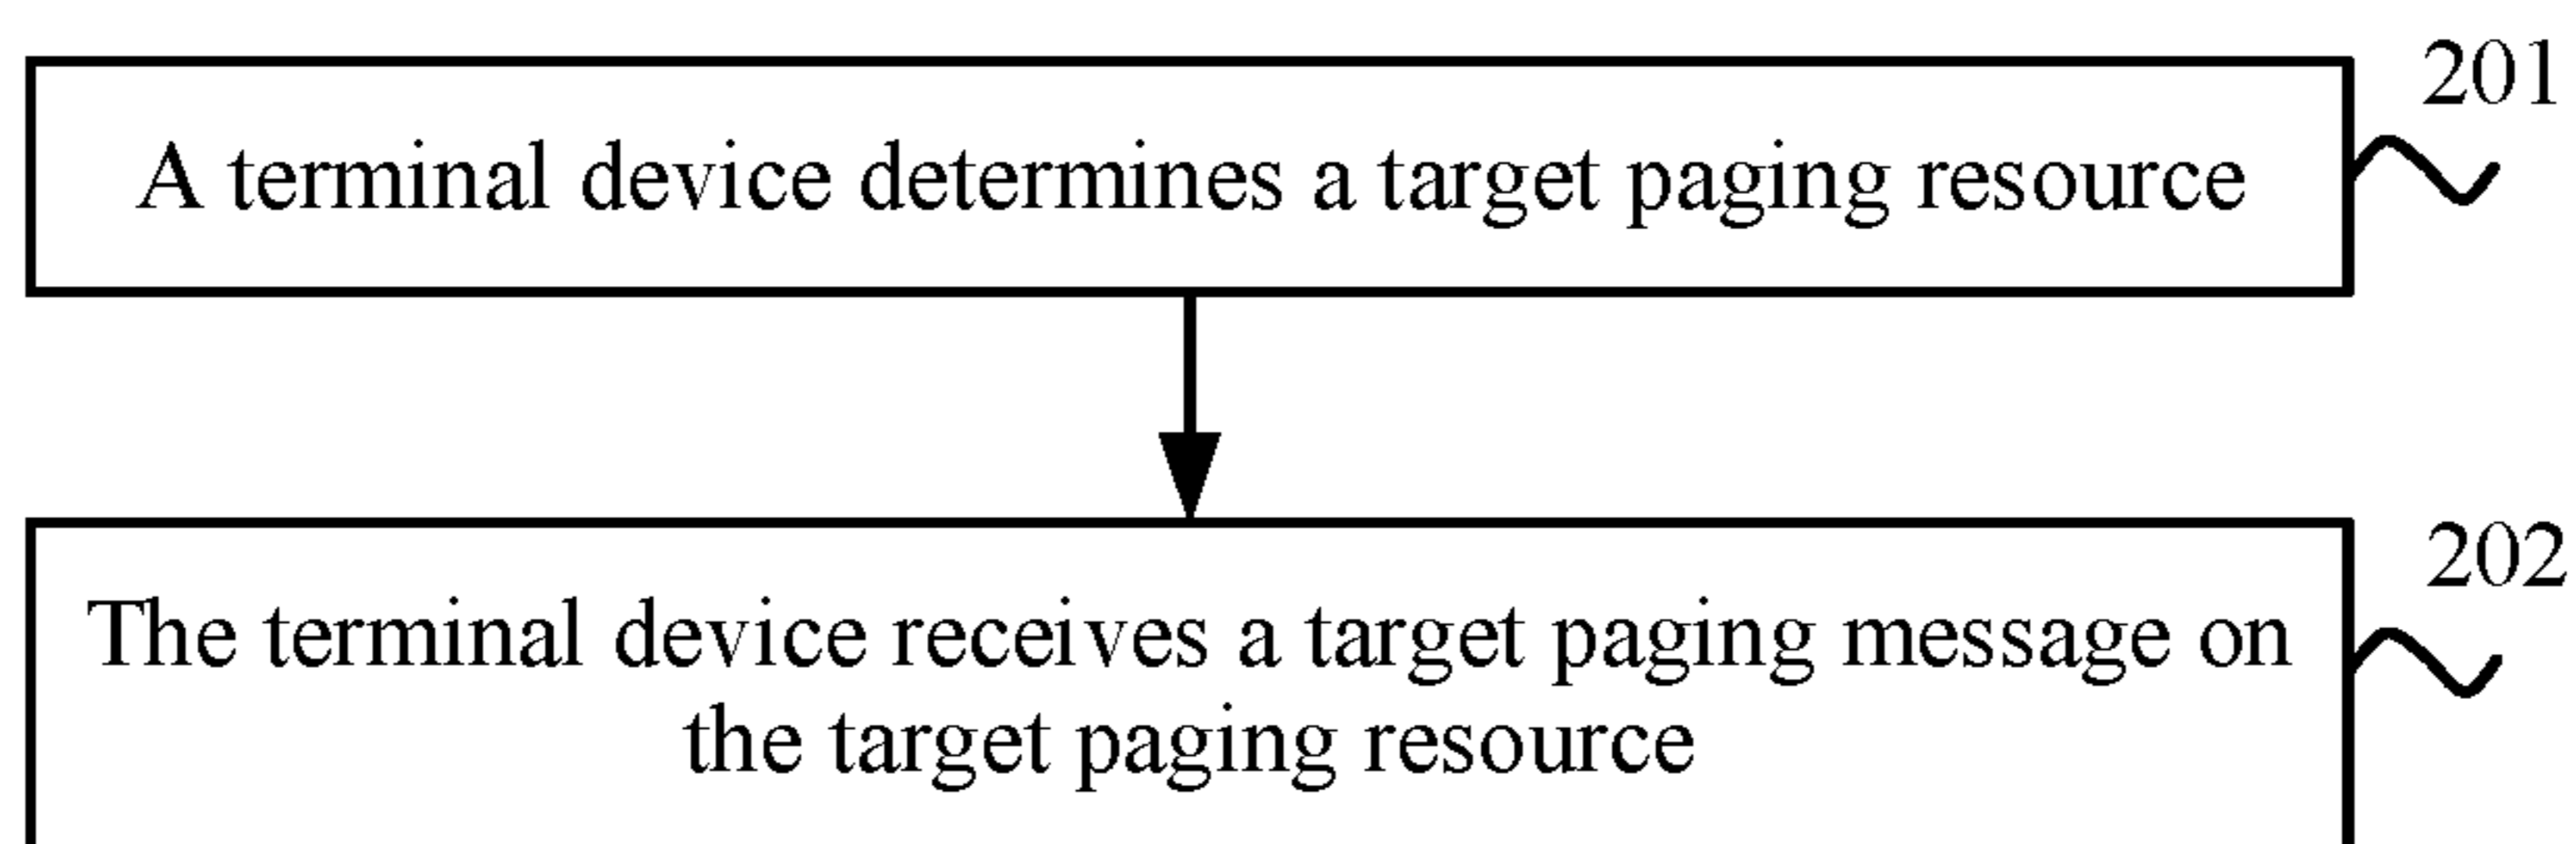 201
A terminal device determines a target paging resource
202
The terminal device receives a target paging message on
the target paging resource